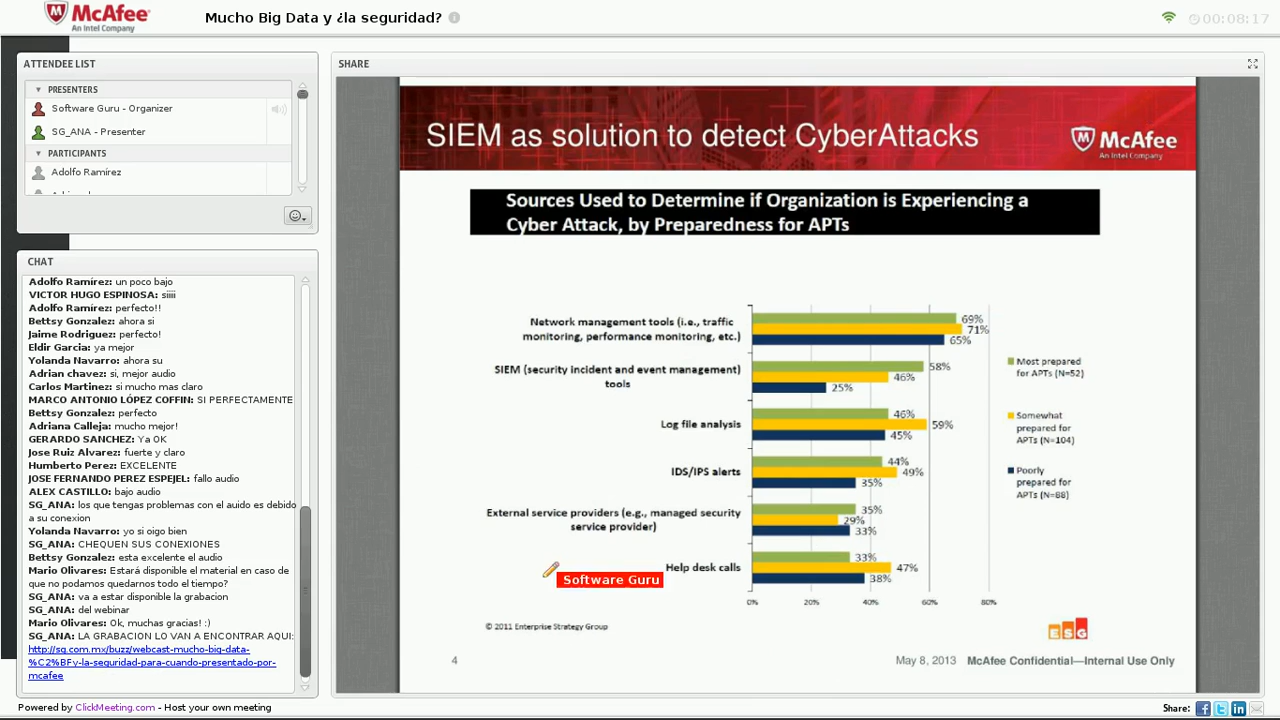 McAfee
An Intel Company
Mucho Big Data y ¿la seguridad?
00:08:17
ATTENDEE LIST
PRESENTERS
Software Guru - Organizer
SG_ANA - Presenter
PARTICIPANTS
Adolfo Ramírez
CHAT
Adolfo Ramírez: un poco bajo
VICTOR HUGO ESPINOSA: siiii
Adolfo Ramírez: perfecto!!
Bettsy Gonzalez: ahora si
Jaime Rodriguez: perfecto!
Eldir Garcia: ya mejor
Yolanda Navarro: ahora su
Adrian chavez: si, mejor audio
Carlos Martinez: si mucho mas claro
MARCO ANTONIO LÓPEZ COFFIN: SI PERFECTAMENTE
Bettsy Gonzalez: perfecto
Adriana Calleja: mucho mejor!
GERARDO SANCHEZ: Ya OK
Jose Ruiz Alvarez: fuerte y claro
Humberto Perez: EXCELENTE
JOSE FERNANDO PEREZ ESPEJEL: fallo audio
ALEX CASTILLO: bajo audio
SG_ANA: los que tengas problemas con el auido es debido
a su conexion
Yolanda Navarro: yo si oigo bien
SG_ANA: CHEQUEN SUS CONEXIONES
Bettsy Gonzalez: esta excelente el audio
Mario Olivares: Estará disponible el material en caso de
que no podamos quedarnos todo el tiempo?
SG_ANA: va a estar disponible la grabacion
SG_ANA: del webinar
Mario Olivares: Ok, muchas gracias! :)
SG_ANA: LA GRABACION LO VAN A ENCONTRAR AQUI:
http://sg.com.mx/buzz/webcast-mucho-big-data-
%C2%BFy-la-seguridad-para-cuando-presentado-por-
mcafee
Powered by ClickMeeting.com - Host your own meeting
SHARE
SIEM as solution to detect CyberAttacks
McAfee
An Intel Company
Sources Used to Determine if Organization is Experiencing a
Cyber Attack, by Preparedness for APTs
Network management tools (i.e., traffic
monitoring, performance monitoring, etc.)
69%
71%
65%
SIEM (security incident and event management)
tools
58%
46%
25%
Log file analysis
46%
59%
45%
IDS/IPS alerts
44%
49%
35%
External service providers (e.g., managed security
service provider)
35%
29%
33%
Help desk calls
33%
47%
38%
Software Guru
0% 20% 40% 60% 80%
Most prepared
for APTs (N=52)
Somewhat
prepared for
APTs (N=104)
Poorly
prepared for
APTs (N=88)
© 2011 Enterprise Strategy Group
ESG
4
May 8, 2013 McAfee Confidential—Internal Use Only
Share: